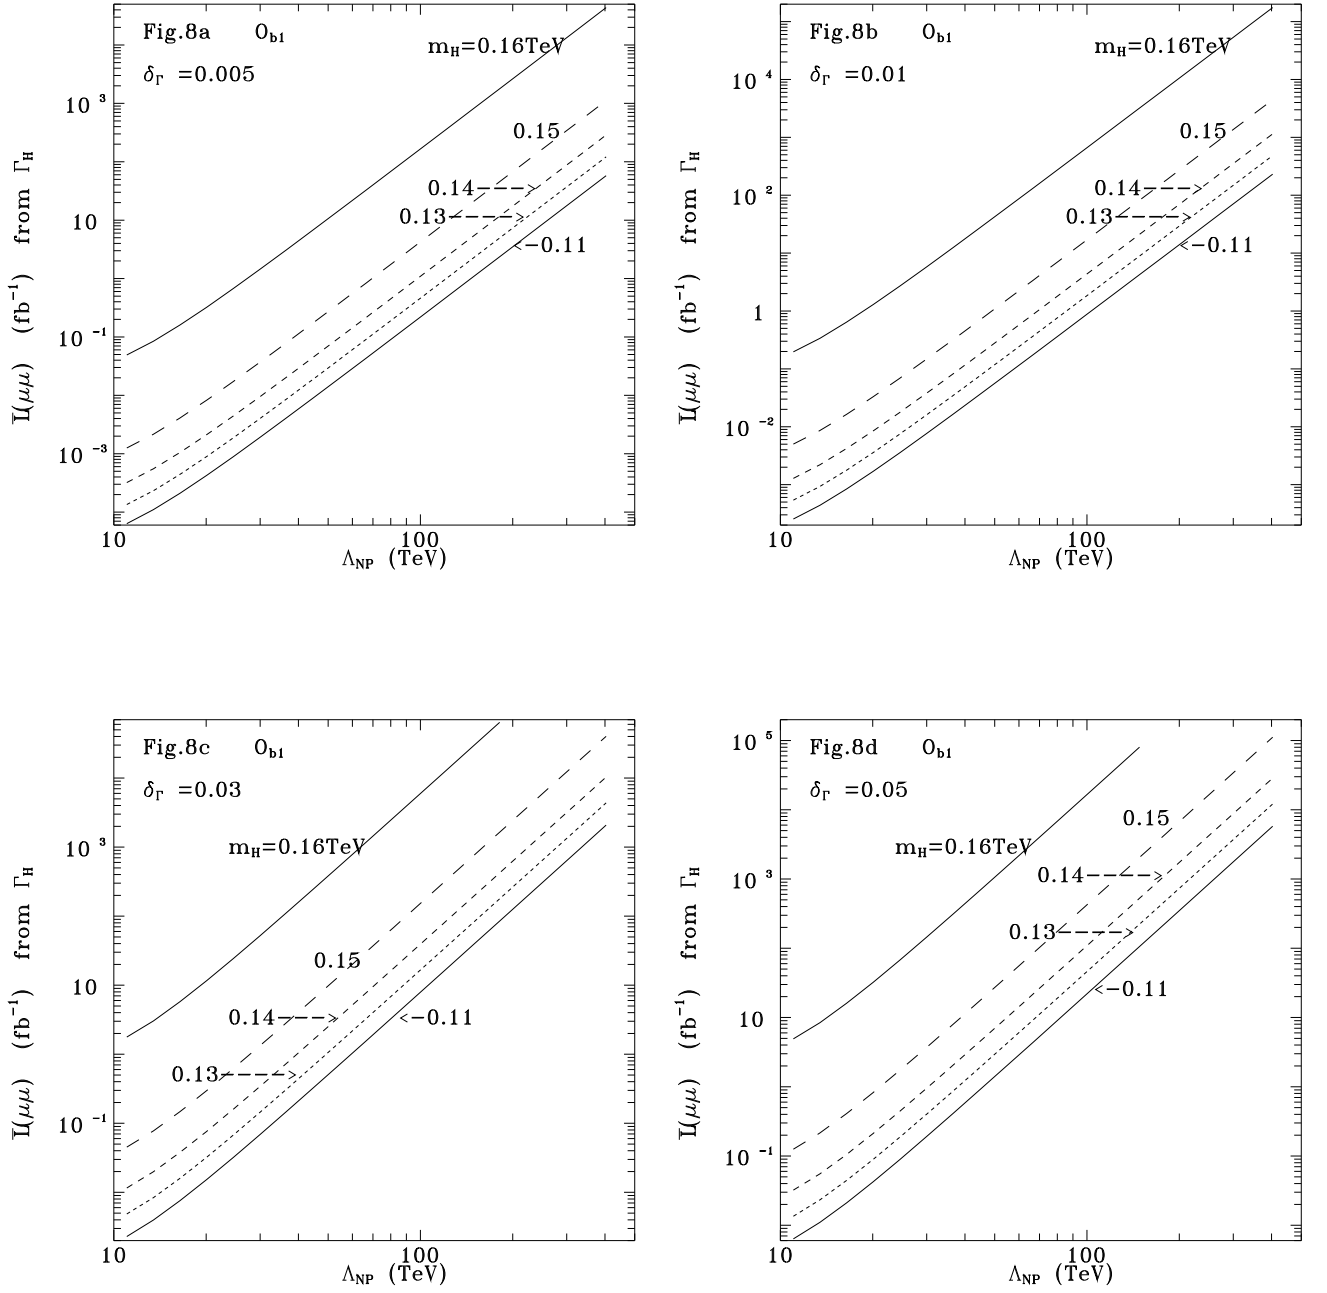 Fig.8a O_b1
m_H=0.16TeV
δ_Γ =0.005
0.15
0.14
0.13
0.11
10^3
10
10^-1
10^-3
10 100
Λ_NP (TeV)
L̄(μμ) (fb^-1) from Γ_H
Fig.8b O_b1
m_H=0.16TeV
δ_Γ =0.01
0.15
0.14
0.13
0.11
10^4
10^2
1
10^-2
10 100
Λ_NP (TeV)
L̄(μμ) (fb^-1) from Γ_H
Fig.8c O_b1
δ_Γ =0.03
m_H=0.16TeV
0.15
0.14
0.11
0.13
10^3
10
10^-1
10 100
Λ_NP (TeV)
L̄(μμ) (fb^-1) from Γ_H
Fig.8d O_b1
δ_Γ =0.05
0.15
m_H=0.16TeV
0.14
0.13
0.11
10^5
10^3
10
10^-1
10 100
Λ_NP (TeV)
L̄(μμ) (fb^-1) from Γ_H